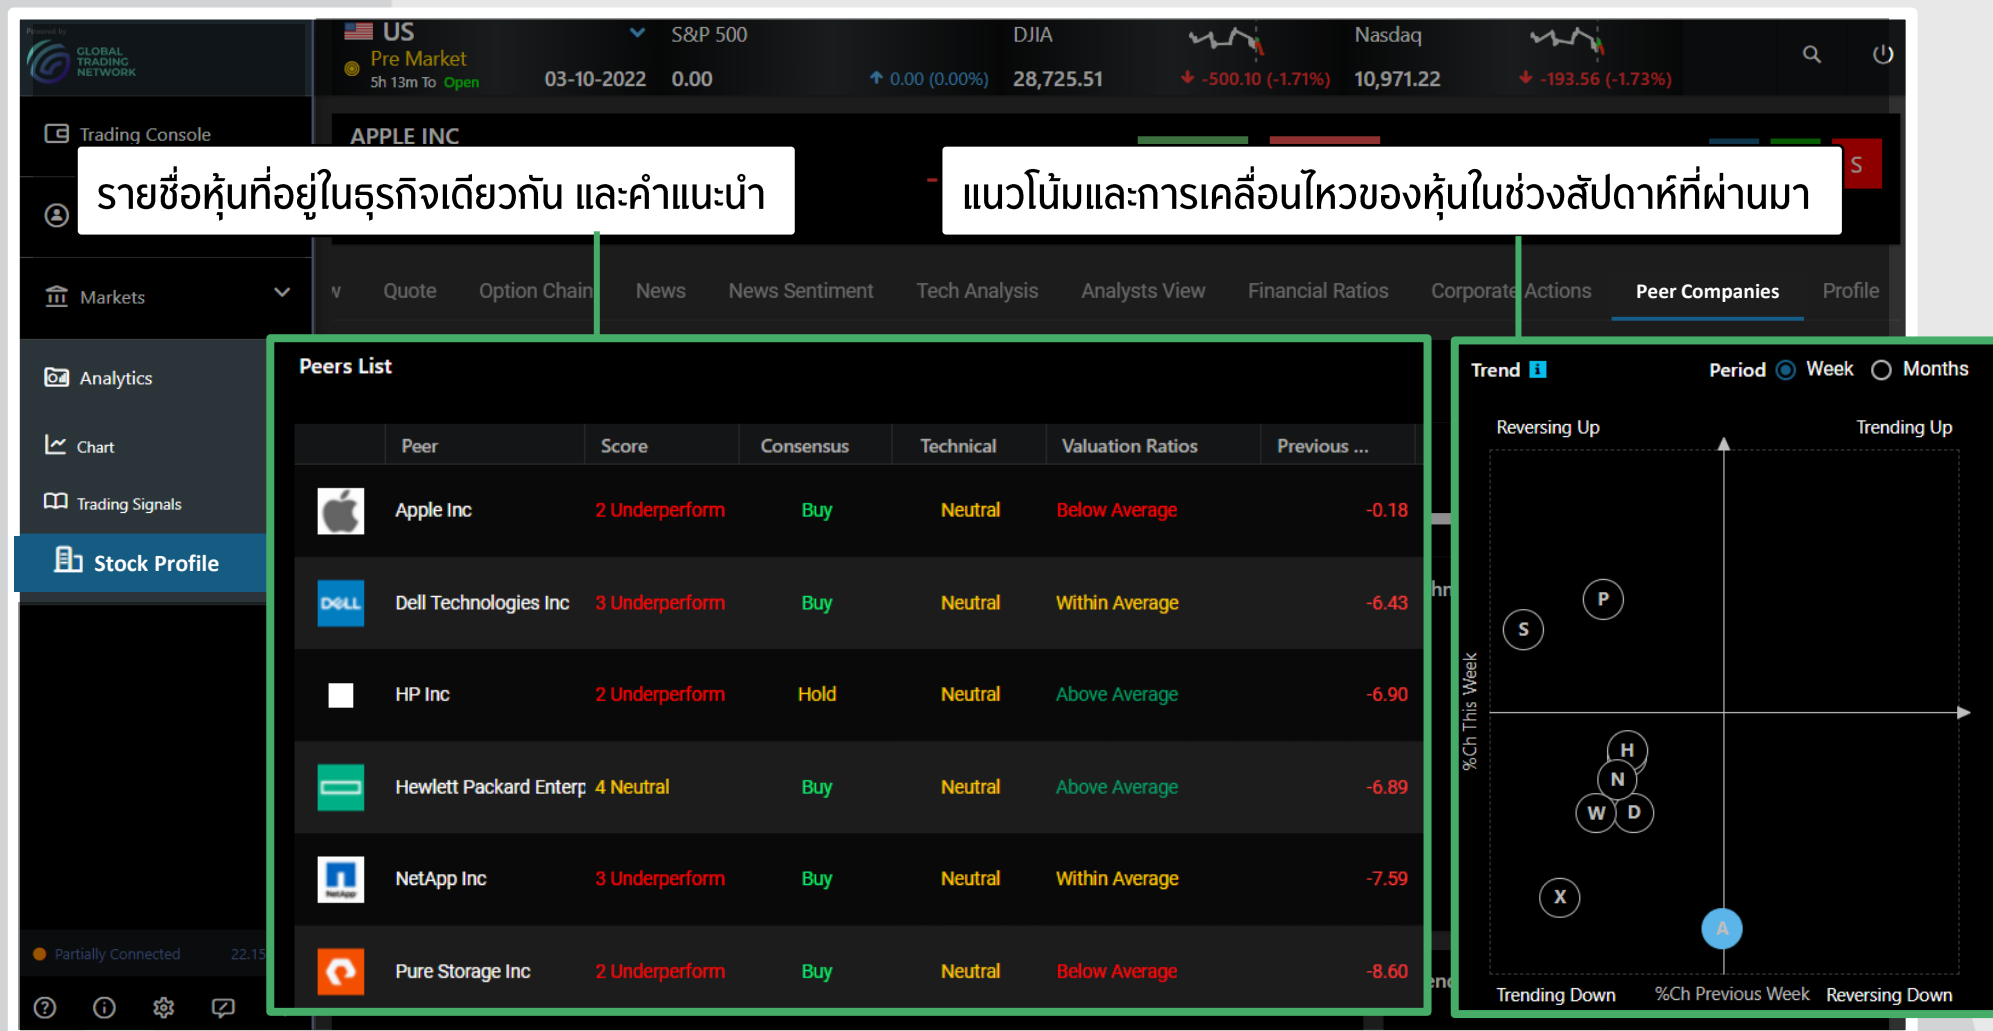 Powered by
GLOBAL
TRADING
NETWORK
US
Pre Market
5h 13m To Open
03-10-2022
S&P 500
0.00
0.00 (0.00%)
DJIA
28,725.51
-500.10 (-1.71%)
Nasdaq
10,971.22
-193.56 (-1.73%)
Trading Console
APPLE INC
S
รายชื่อหุ้นที่อยู่ในธุรกิจเดียวกัน และคำแนะนำ
แนวโน้มและการเคลื่อนไหวของหุ้นในช่วงสัปดาห์ที่ผ่านมา
Markets
w Quote Option Chain News News Sentiment Tech Analysis Analysts View Financial Ratios Corporate Actions Peer Companies Profile
Analytics
Chart
Trading Signals
Stock Profile
Partially Connected 22.15
Peers List
Peer Score Consensus Technical Valuation Ratios Previous ...
Apple Inc 2 Underperform Buy Neutral Below Average -0.18
DELL Dell Technologies Inc 3 Underperform Buy Neutral Within Average -6.43
HP Inc 2 Underperform Hold Neutral Above Average -6.90
Hewlett Packard Enterp 4 Neutral Buy Neutral Above Average -6.89
NetApp NetApp Inc 3 Underperform Buy Neutral Within Average -7.59
Pure Storage Inc 2 Underperform Buy Neutral Below Average -8.60
Trend i Period Week Months
Reversing Up Trending Up
P
S
%Ch This Week
H
N
W D
X
A
Trending Down %Ch Previous Week Reversing Down